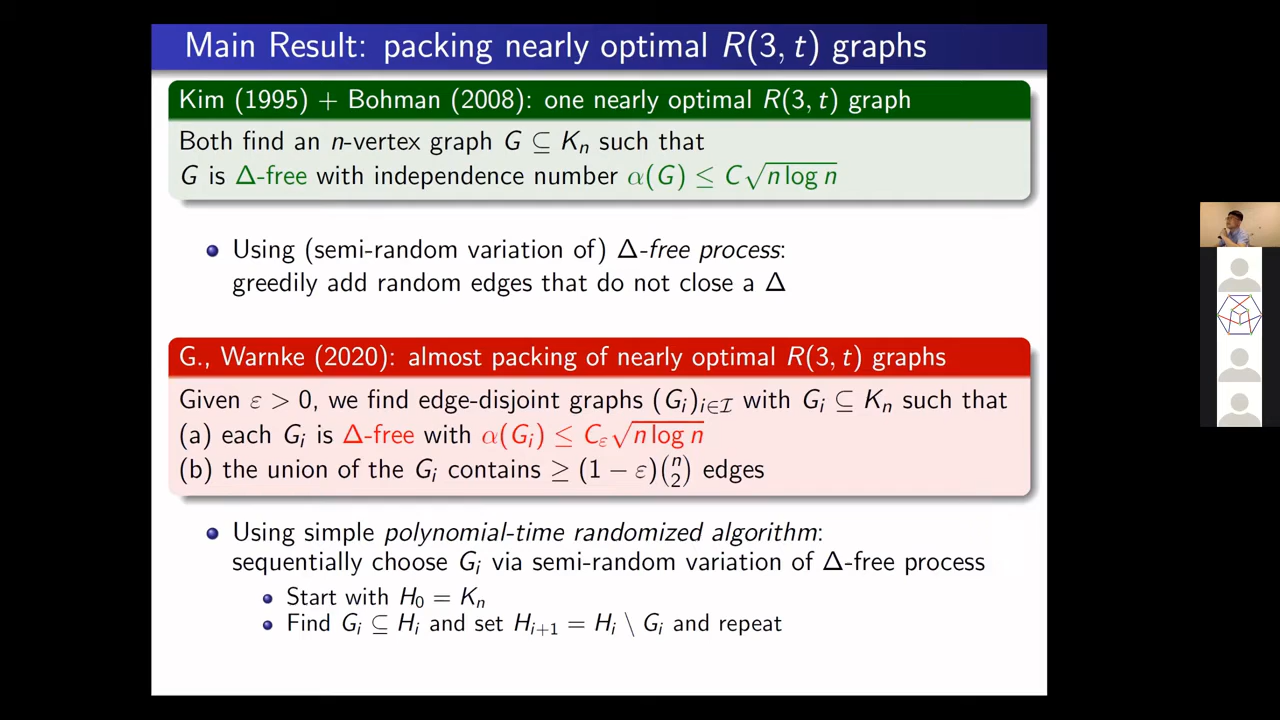 Main Result: packing nearly optimal R(3, t) graphs
Kim (1995) + Bohman (2008): one nearly optimal R(3, t) graph
Both find an n-vertex graph G ⊆ Kₙ such that
G is Δ-free with independence number α(G) ≤ C√(n log n)
• Using (semi-random variation of) Δ-free process:
greedily add random edges that do not close a Δ
G., Warnke (2020): almost packing of nearly optimal R(3, t) graphs
Given ε > 0, we find edge-disjoint graphs (G_i)_{i∈𝓘} with G_i ⊆ K_n such that
(a) each G_i is Δ-free with α(G_i) ≤ C_ε√(n log n)
(b) the union of the G_i contains ≥ (1 − ε)(n 2) edges
• Using simple polynomial-time randomized algorithm:
sequentially choose G_i via semi-random variation of Δ-free process
• Start with H_0 = K_n
• Find G_i ⊆ H_i and set H_{i+1} = H_i \ G_i and repeat